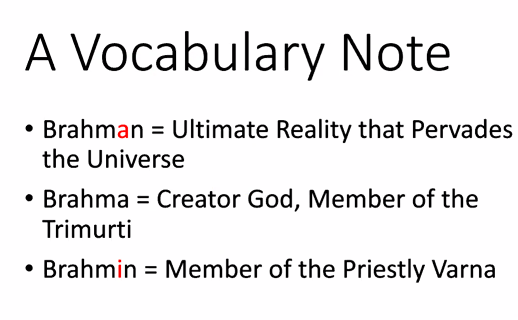 A Vocabulary Note
• Brahman = Ultimate Reality that Pervades
the Universe
• Brahma = Creator God, Member of the
Trimurti
• Brahmin = Member of the Priestly Varna